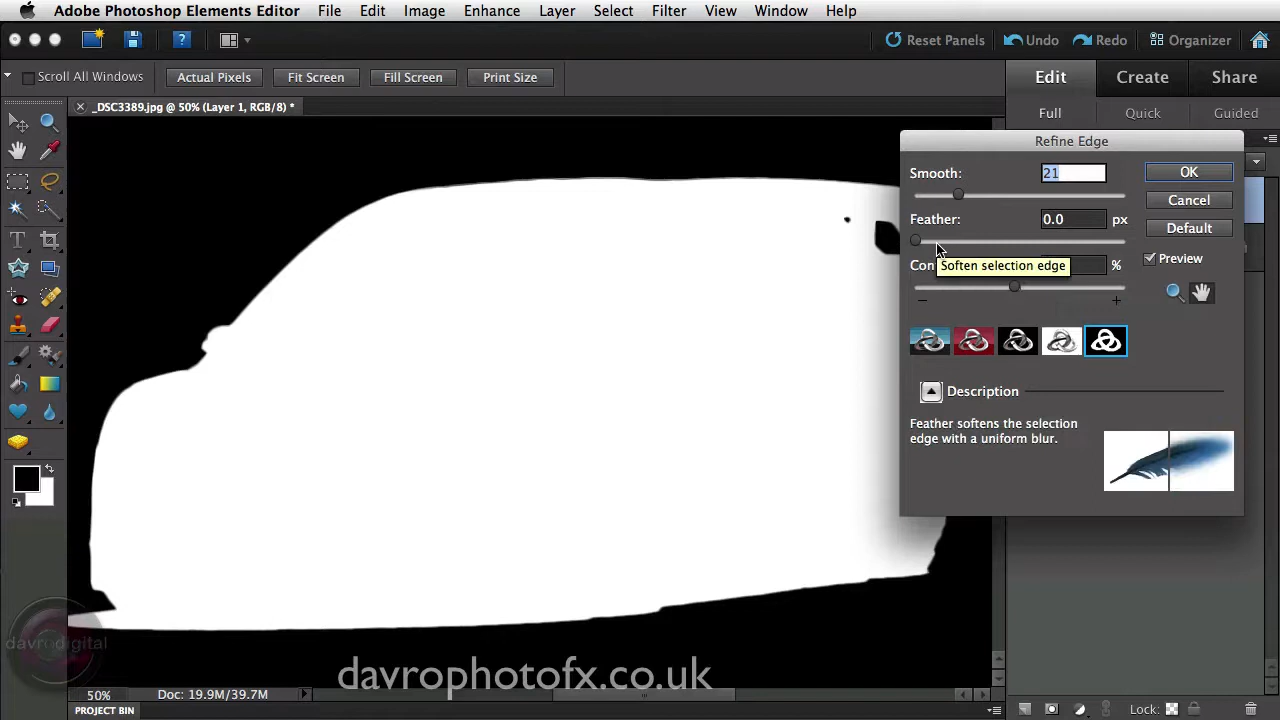 Adobe Photoshop Elements Editor File Edit Image Enhance Layer Select Filter View Window Help
Reset Panels Undo Redo Organizer
Scroll All Windows Actual Pixels Fit Screen Fill Screen Print Size
Edit Create Share
_DSC3389.jpg @ 50% (Layer 1, RGB/8) *
Full Quick Guided
Refine Edge
Smooth: 21 OK
Cancel
Feather: 0.0 px
Default
Con % Preview
Soften selection edge
Description
Feather softens the selection
edge with a uniform blur.
davrodigital
davrophotofx.co.uk
50% Doc: 19.9M/39.7M
PROJECT BIN
Lock: